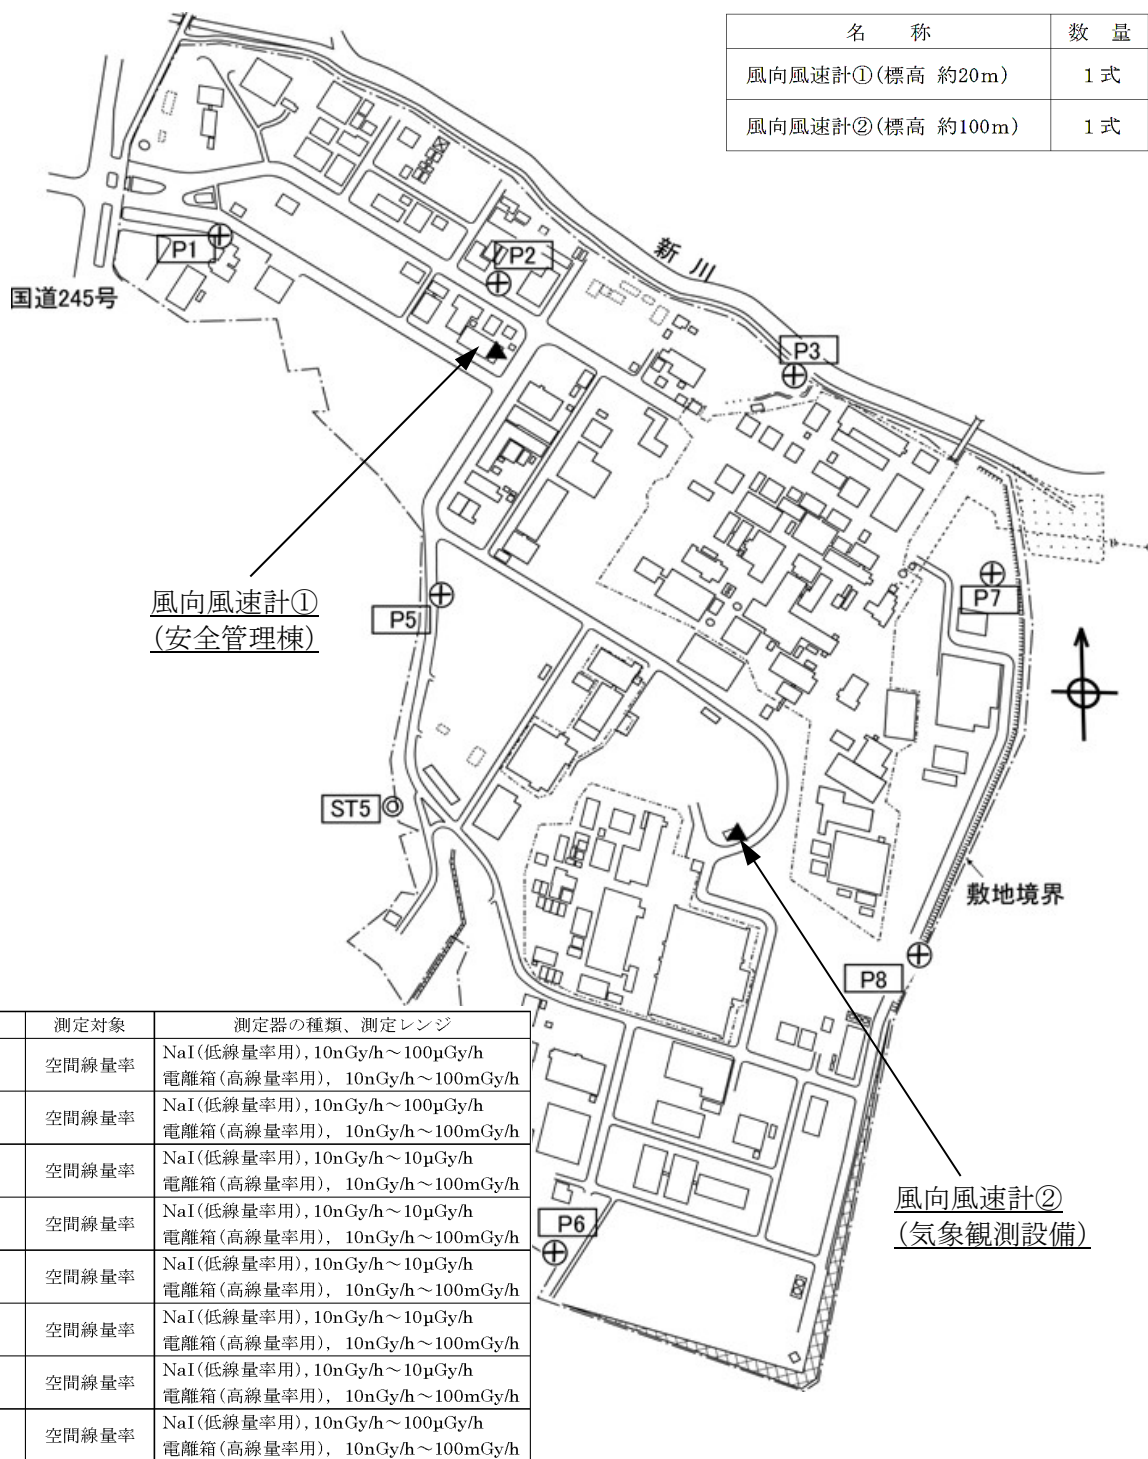 名 称 数 量
風向風速計①(標高 約20m) 1式
風向風速計②(標高 約100m) 1式
新川
P1
P2
国道245号
P3
風向風速計①
(安全管理棟)
P5
P7
ST5
敷地境界
P8
測定対象 測定器の種類、測定レンジ
空間線量率 NaI(低線量率用), 10nGy/h～100μGy/h
電離箱(高線量率用), 10nGy/h～100mGy/h
空間線量率 NaI(低線量率用), 10nGy/h～100μGy/h
電離箱(高線量率用), 10nGy/h～100mGy/h
空間線量率 NaI(低線量率用), 10nGy/h～10μGy/h
電離箱(高線量率用), 10nGy/h～100mGy/h
空間線量率 NaI(低線量率用), 10nGy/h～10μGy/h
電離箱(高線量率用), 10nGy/h～100mGy/h
空間線量率 NaI(低線量率用), 10nGy/h～10μGy/h
電離箱(高線量率用), 10nGy/h～100mGy/h
空間線量率 NaI(低線量率用), 10nGy/h～10μGy/h
電離箱(高線量率用), 10nGy/h～100mGy/h
空間線量率 NaI(低線量率用), 10nGy/h～10μGy/h
電離箱(高線量率用), 10nGy/h～100mGy/h
空間線量率 NaI(低線量率用), 10nGy/h～100μGy/h
電離箱(高線量率用), 10nGy/h～100mGy/h
風向風速計②
(気象観測設備)
P6